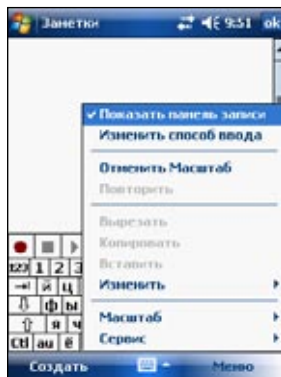 Заметки 9:51 ok
Показать панель записи
Изменить способ ввода
Отменить Масштаб
Повторить
Вырезать
Копировать
Вставить
Изменить
Масштаб
Сервис
123 1 2 3
й ц
ф ы
я ч
Ctl au ё
Создать Меню